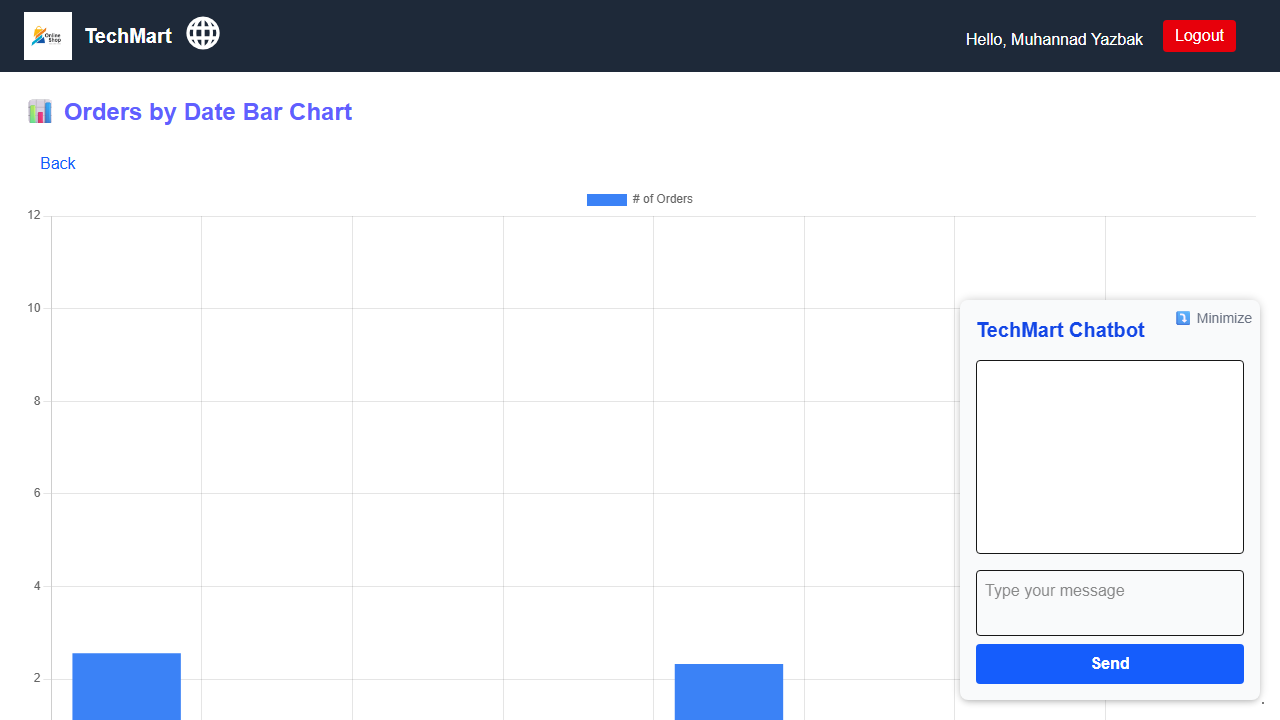 Online
Shop
TechMart
Hello, Muhannad Yazbak
Logout
Orders by Date Bar Chart
Back
# of Orders
12
10
8
6
4
2
Minimize
TechMart Chatbot
Type your message
Send